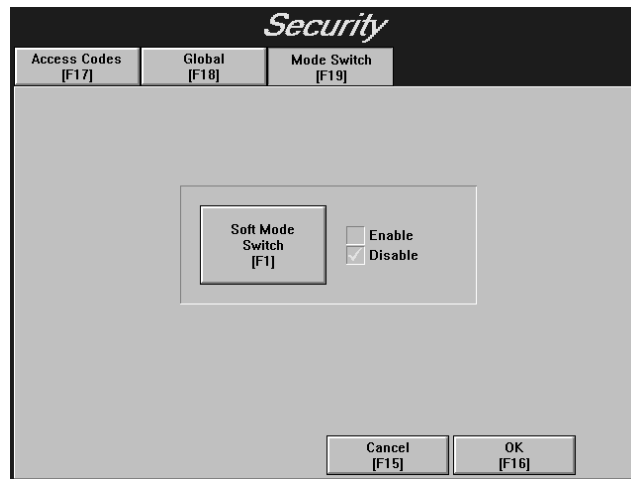 Security
Access Codes
[F17]
Global
[F18]
Mode Switch
[F19]
Soft Mode
Switch
[F1]
Enable
Disable
Cancel
[F15]
OK
[F16]